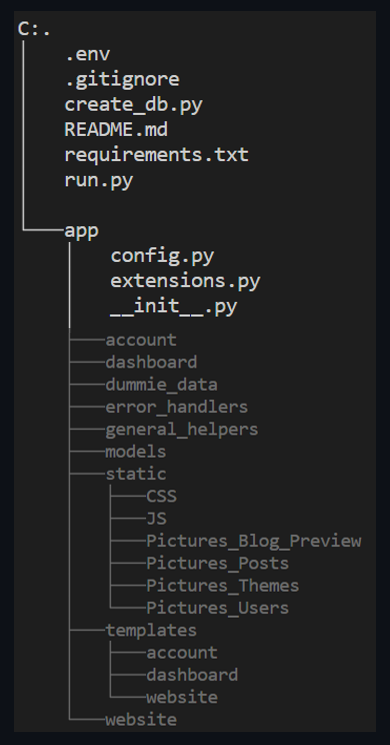 C:.
.env
.gitignore
create_db.py
README.md
requirements.txt
run.py
app
config.py
extensions.py
__init__.py
account
dashboard
dummie_data
error_handlers
general_helpers
models
static
CSS
JS
Pictures_Blog_Preview
Pictures_Posts
Pictures_Themes
Pictures_Users
templates
account
dashboard
website
website